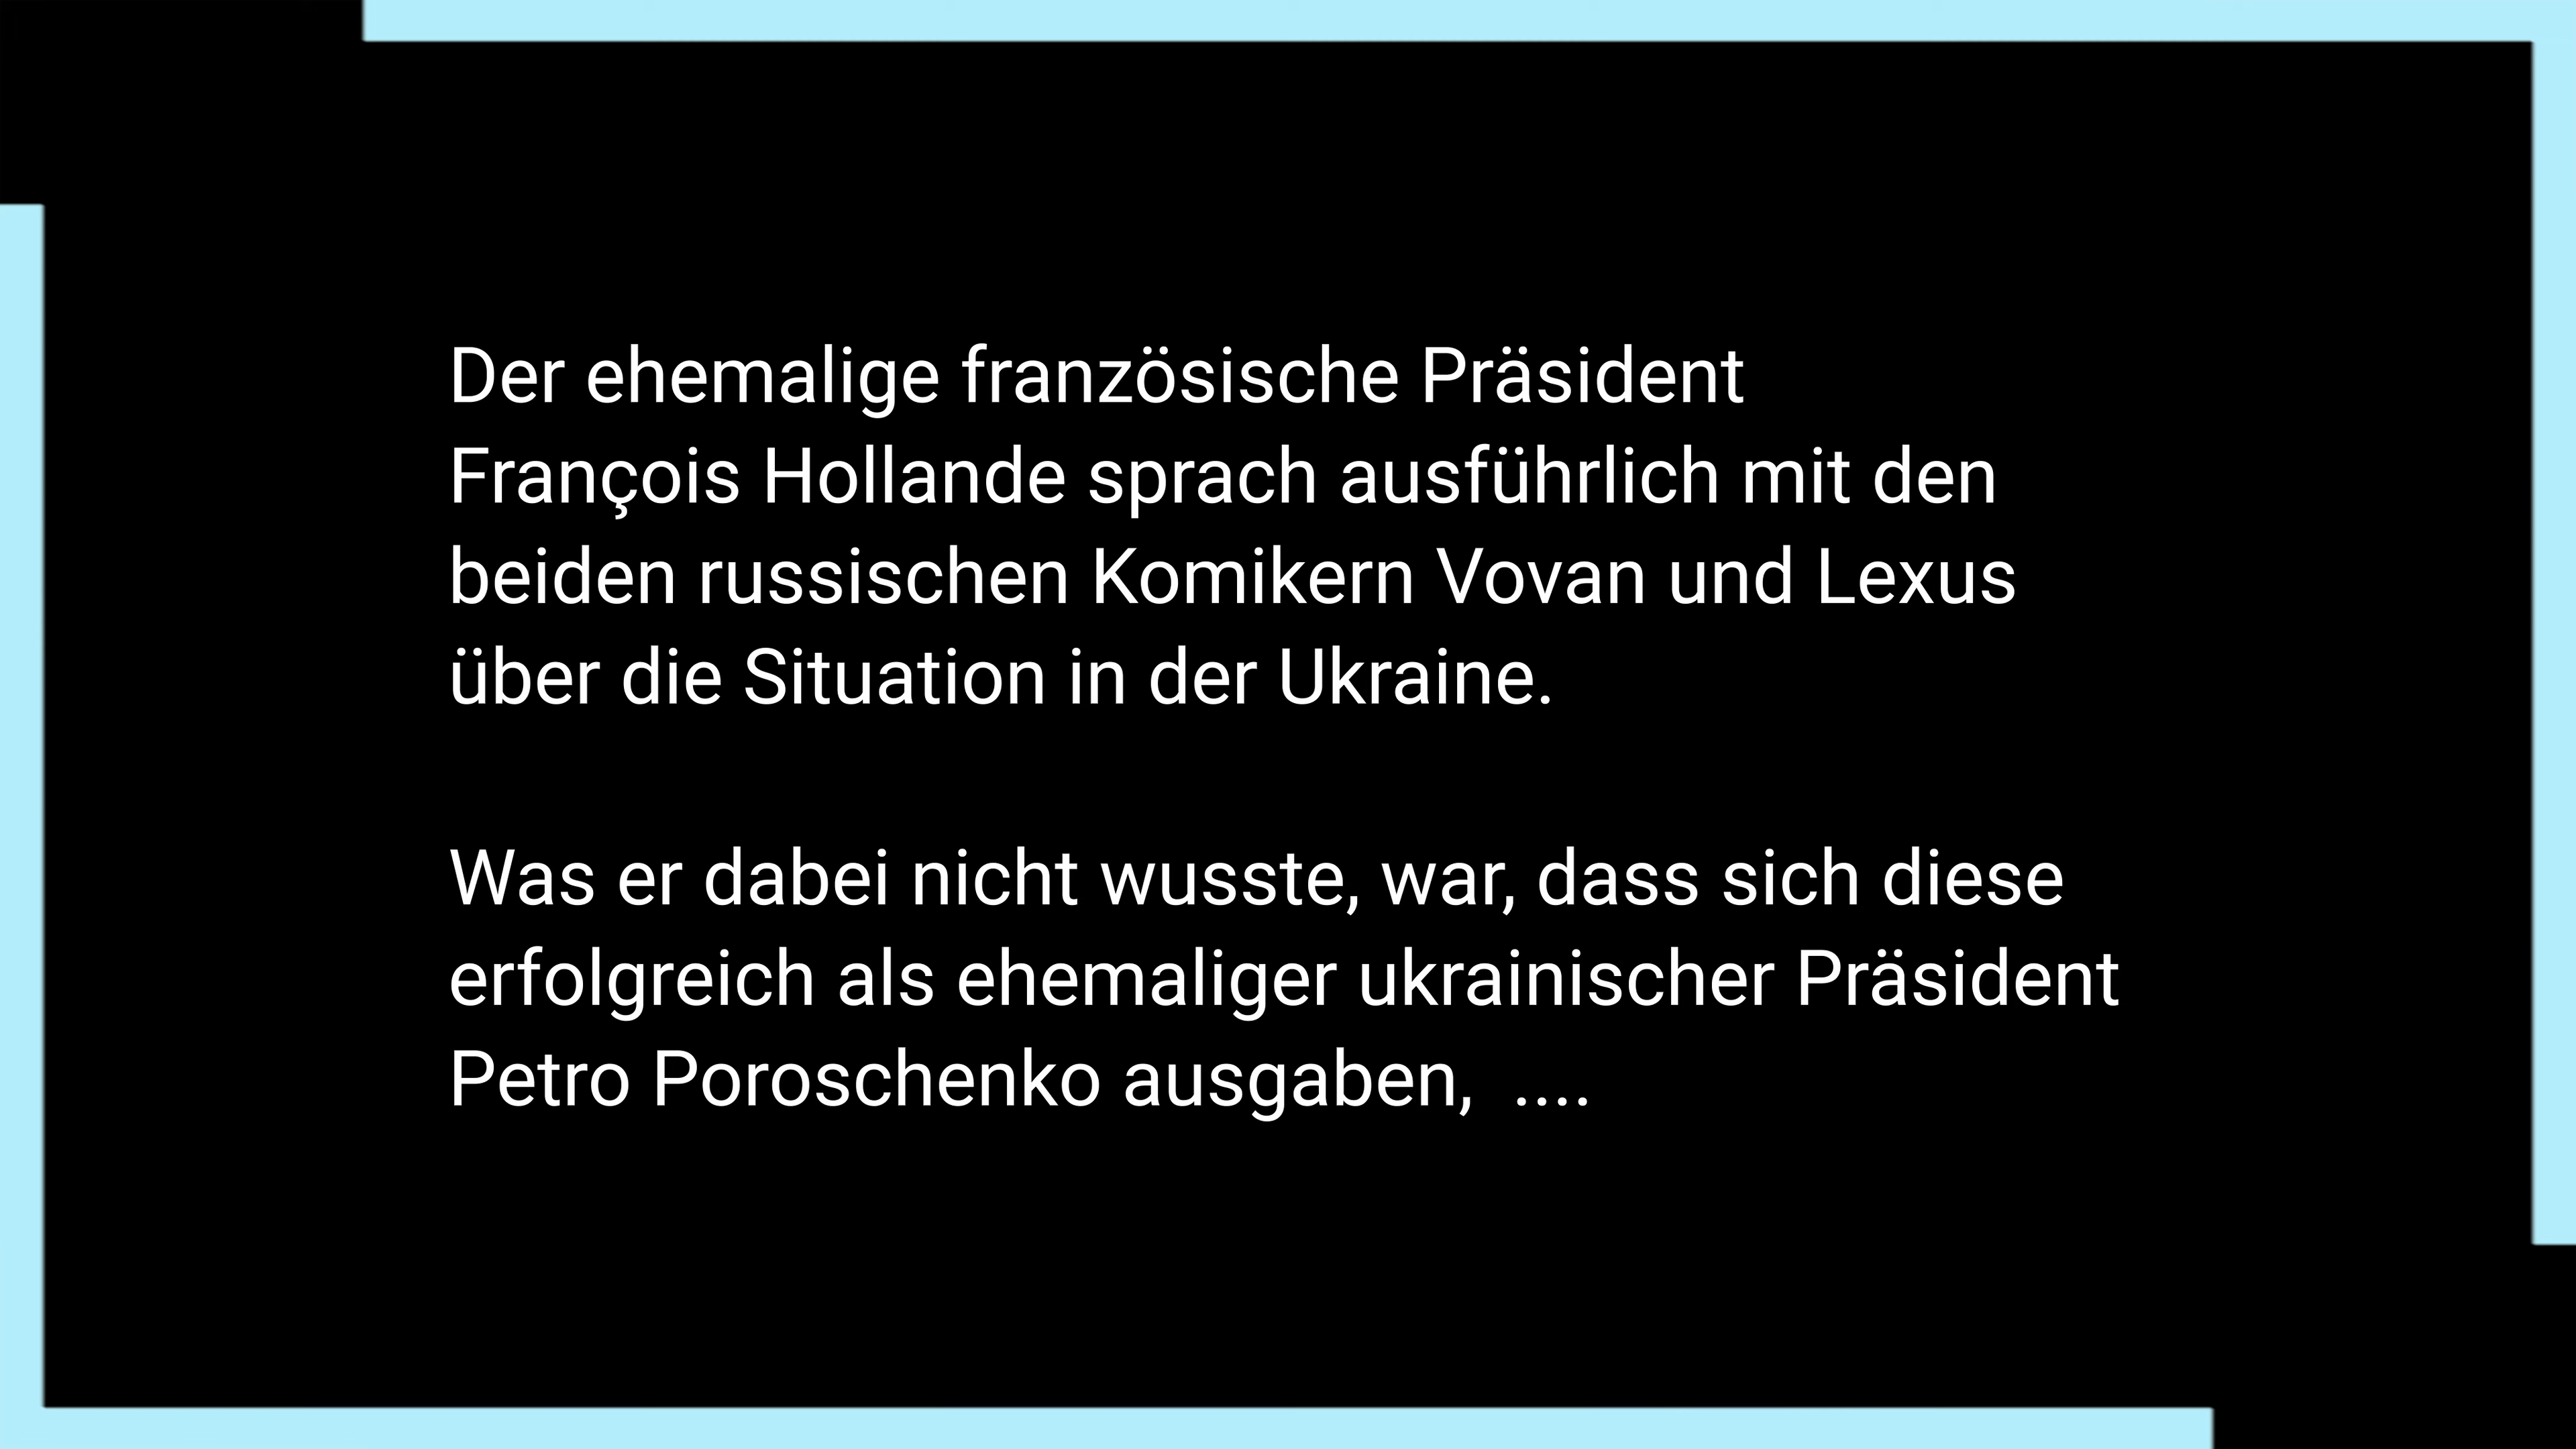 Der ehemalige französische Präsident
François Hollande sprach ausführlich mit den
beiden russischen Komikern Vovan und Lexus
über die Situation in der Ukraine.
Was er dabei nicht wusste, war, dass sich diese
erfolgreich als ehemaliger ukrainischer Präsident
Petro Poroschenko ausgaben,  ....